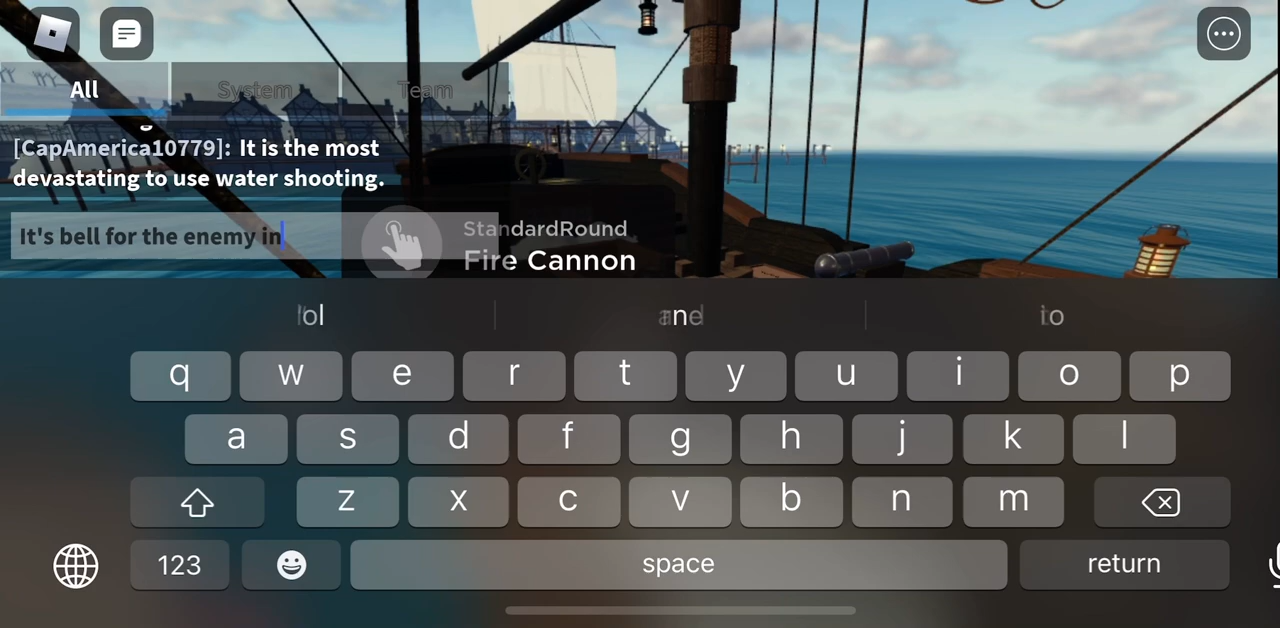 All
System
Team
[CapAmerica10779]: It is the most
devastating to use water shooting.
It's bell for the enemy in
StandardRound
Fire Cannon
lol
and
to
q w e r t y u i o p
a s d f g h j k l
z x c v b n m
123
space
return